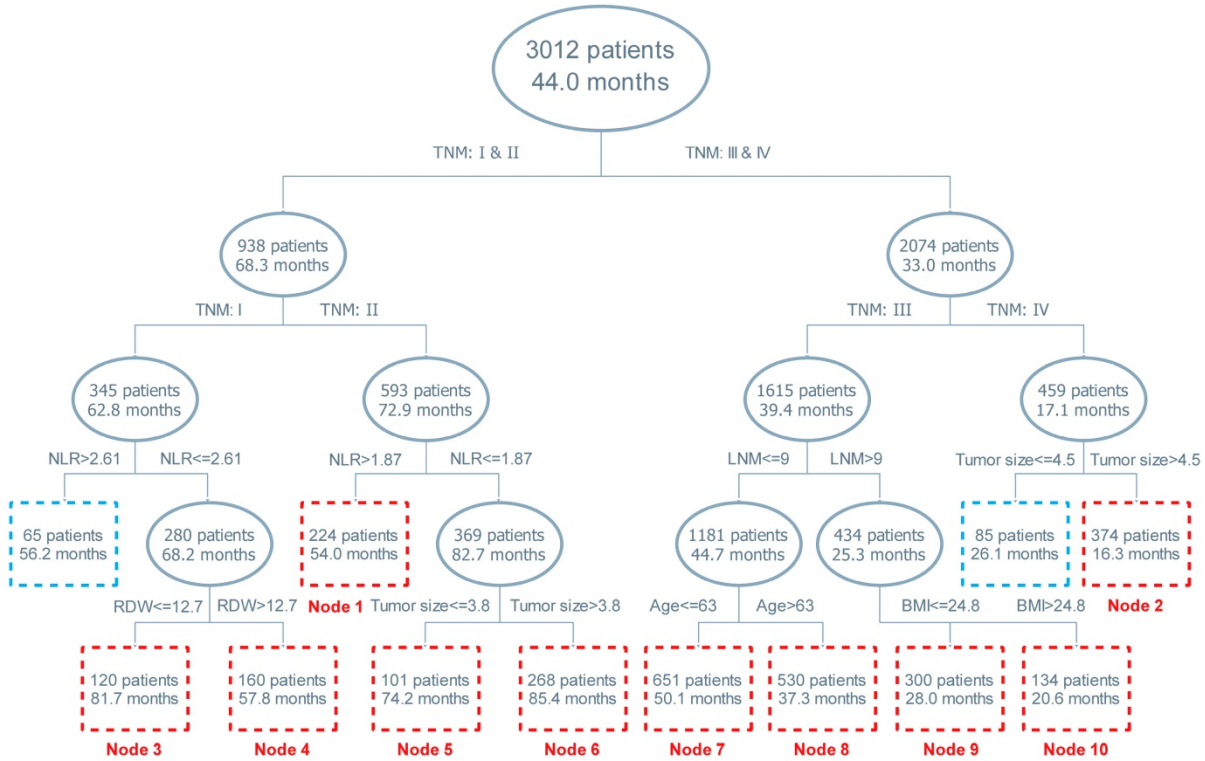 3012 patients
44.0 months
TNM: I & II
TNM: III & IV
938 patients
68.3 months
2074 patients
33.0 months
TNM: I
TNM: II
TNM: III
TNM: IV
345 patients
62.8 months
593 patients
72.9 months
1615 patients
39.4 months
459 patients
17.1 months
NLR>2.61
NLR<=2.61
NLR>1.87
NLR<=1.87
LNM<=9
LNM>9
Tumor size<=4.5
Tumor size>4.5
65 patients
56.2 months
280 patients
68.2 months
224 patients
54.0 months
369 patients
82.7 months
1181 patients
44.7 months
434 patients
25.3 months
85 patients
26.1 months
374 patients
16.3 months
RDW<=12.7
RDW>12.7
Node 1
Tumor size<=3.8
Tumor size>3.8
Age<=63
Age>63
BMI<=24.8
BMI>24.8
Node 2
120 patients
81.7 months
160 patients
57.8 months
101 patients
74.2 months
268 patients
85.4 months
651 patients
50.1 months
530 patients
37.3 months
300 patients
28.0 months
134 patients
20.6 months
Node 3
Node 4
Node 5
Node 6
Node 7
Node 8
Node 9
Node 10